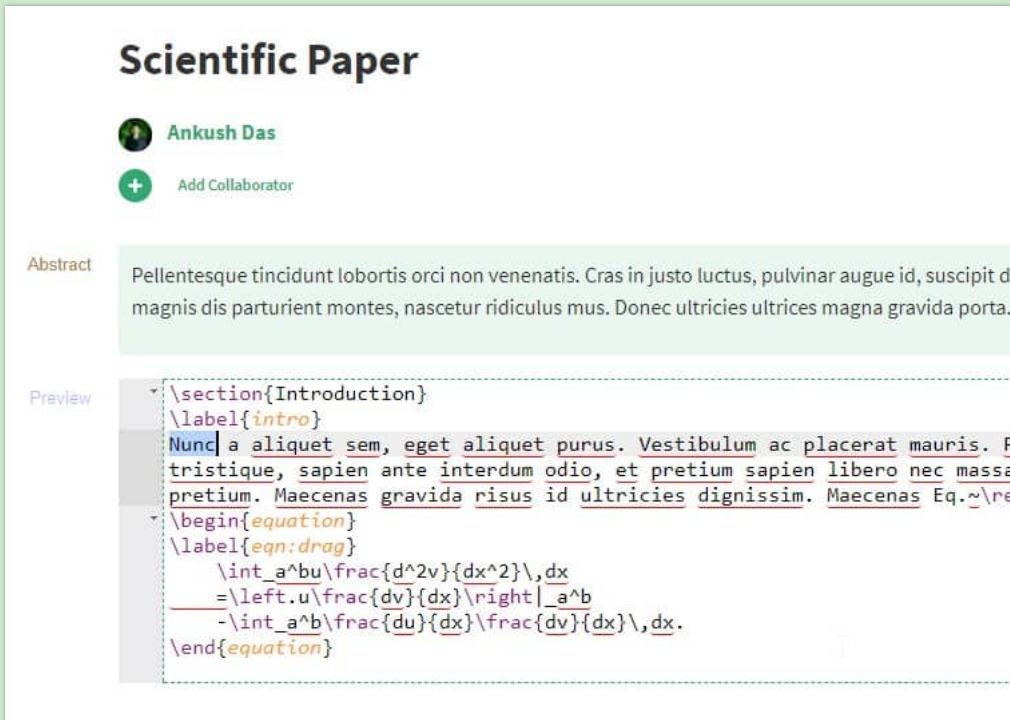 Scientific Paper
Ankush Das
Add Collaborator
Abstract
Pellentesque tincidunt lobortis orci non venenatis. Cras in justo luctus, pulvinar augue id, suscipit
magnis dis parturient montes, nascetur ridiculus mus. Donec ultricies ultrices magna gravida porta.
Preview
\section{Introduction}
\label{intro}
Nunc a aliquet sem, eget aliquet purus. Vestibulum ac placerat mauris.
tristique, sapien ante interdum odio, et pretium sapien libero nec massa
pretium. Maecenas gravida risus id ultricies dignissim. Maecenas Eq.~\re
\begin{equation}
\label{eqn:drag}
\int_a^bu\frac{d^2v}{dx^2}\,dx
=\left.u\frac{dv}{dx}\right|_a^b
-\int_a^b\frac{du}{dx}\frac{dv}{dx}\,dx.
\end{equation}